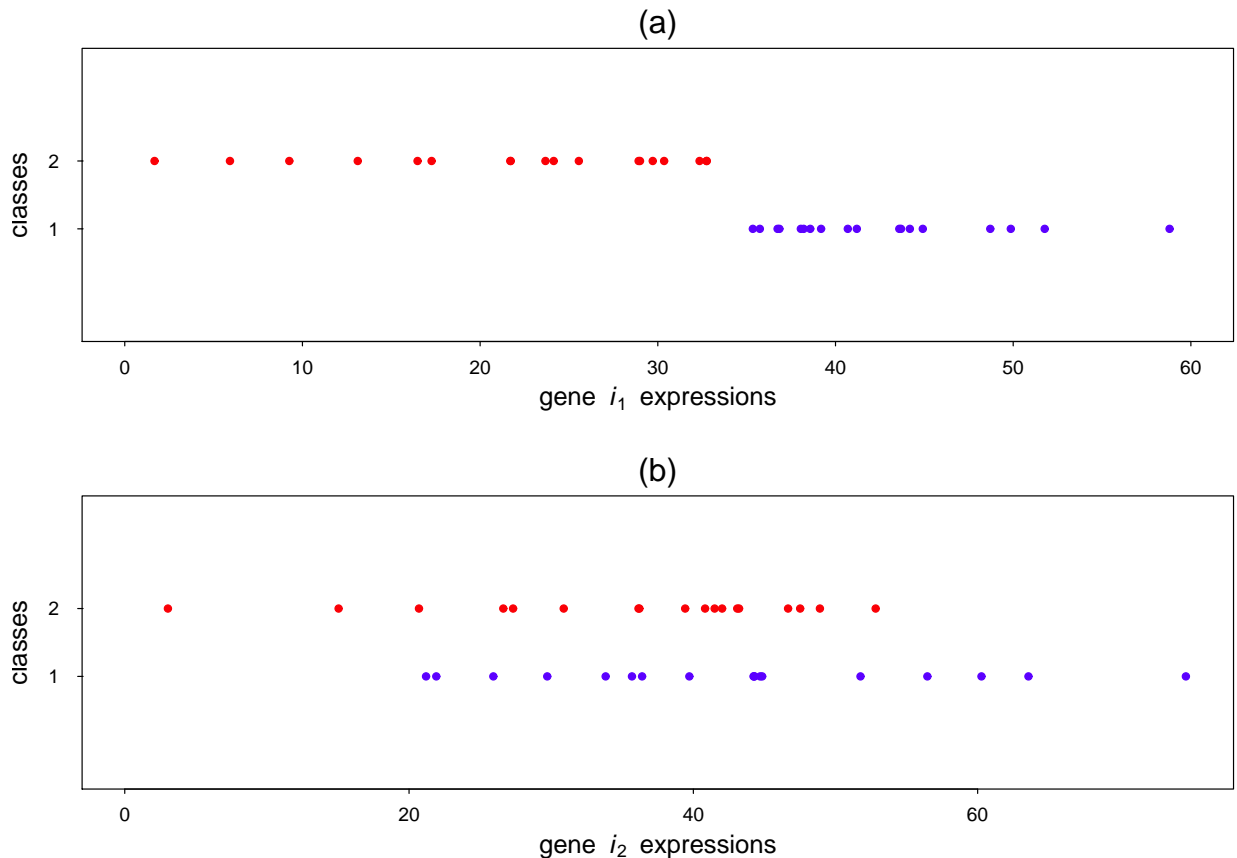 (a)
classes
2
1
0 10 20 30 40 50 60
gene i₁ expressions
(b)
classes
2
1
0 20 40 60
gene i₂ expressions